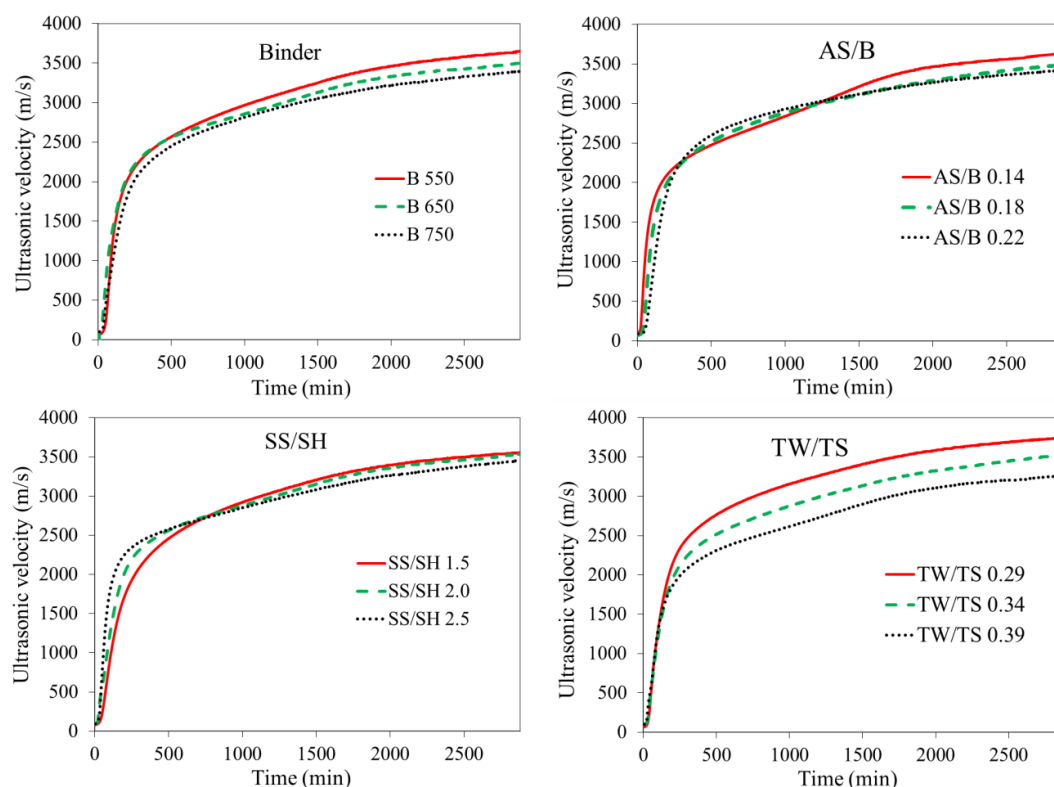 Binder
Ultrasonic velocity (m/s)
4000
3500
3000
2500
2000
1500
1000
500
0
B 550
B 650
B 750
0 500 1000 1500 2000 2500
Time (min)
AS/B
Ultrasonic velocity (m/s)
4000
3500
3000
2500
2000
1500
1000
500
0
AS/B 0.14
AS/B 0.18
AS/B 0.22
0 500 1000 1500 2000 2500
Time (min)
SS/SH
Ultrasonic velocity (m/s)
4000
3500
3000
2500
2000
1500
1000
500
0
SS/SH 1.5
SS/SH 2.0
SS/SH 2.5
0 500 1000 1500 2000 2500
Time (min)
TW/TS
Ultrasonic velocity (m/s)
4000
3500
3000
2500
2000
1500
1000
500
0
TW/TS 0.29
TW/TS 0.34
TW/TS 0.39
0 500 1000 1500 2000 2500
Time (min)